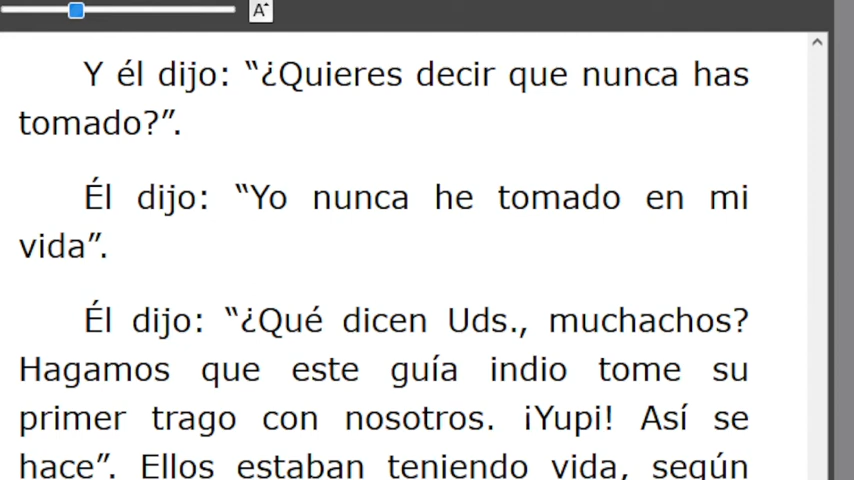 A
Y él dijo: “¿Quieres decir que nunca has
tomado?”.
Él dijo: “Yo nunca he tomado en mi
vida”.
Él dijo: “¿Qué dicen Uds., muchachos?
Hagamos que este guía indio tome su
primer trago con nosotros. ¡Yupi! Así se
hace”. Ellos estaban teniendo vida, según